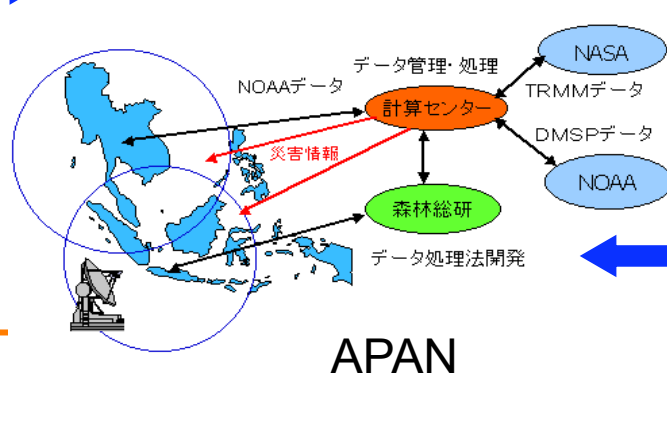 データ管理・処理
NASA
NOAAデータ
計算センター
TRMMデータ
DMSPデータ
災害情報
NOAA
森林総研
データ処理法開発
APAN